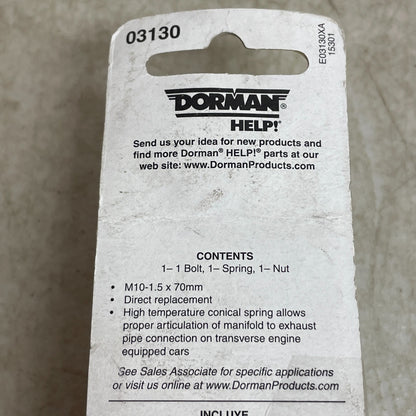 03130
E03130XA
15301
DORMAN®
HELP!®
Send us your idea for new products and
find more Dorman® HELP!® parts at our
web site: www.DormanProducts.com
CONTENTS
1– 1 Bolt, 1– Spring, 1– Nut
• M10-1.5 x 70mm
• Direct replacement
• High temperature conical spring allows
proper articulation of manifold to exhaust
pipe connection on transverse engine
equipped cars
See Sales Associate for specific applications
or visit us online at www.DormanProducts.com
INCLUYE